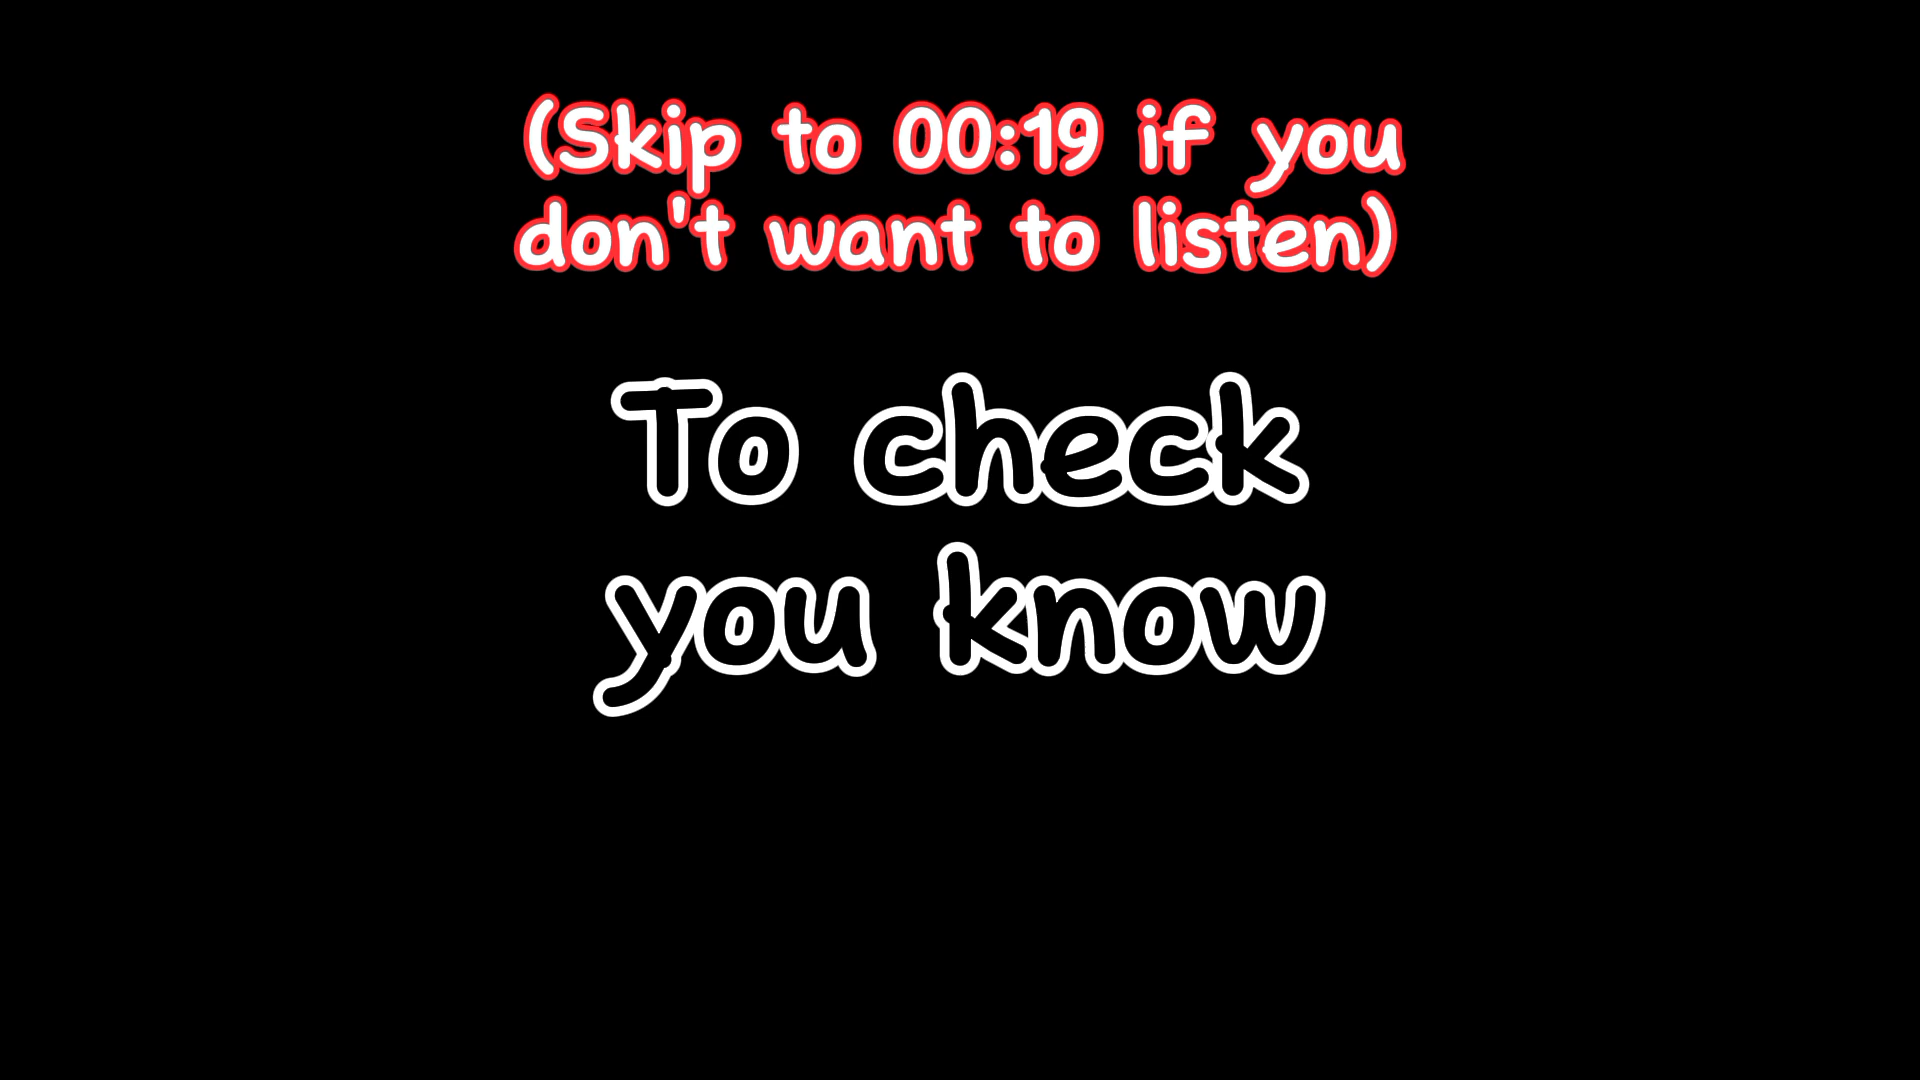 (Skip to 00:19 if you
don't want to listen)
To check
you know